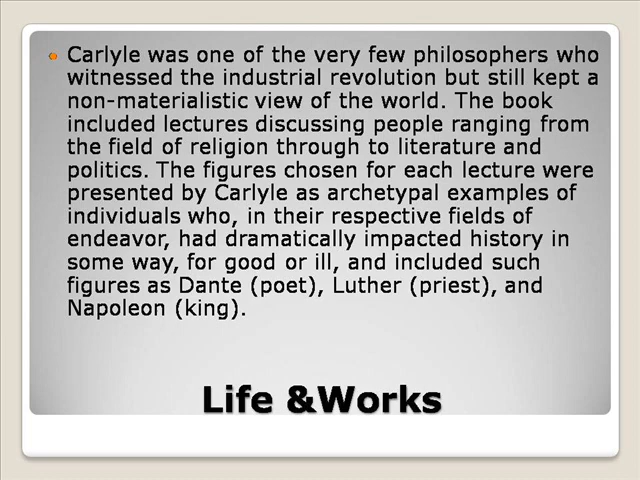 Carlyle was one of the very few philosophers who
witnessed the industrial revolution but still kept a
non-materialistic view of the world. The book
included lectures discussing people ranging from
the field of religion through to literature and
politics. The figures chosen for each lecture were
presented by Carlyle as archetypal examples of
individuals who, in their respective fields of
endeavor, had dramatically impacted history in
some way, for good or ill, and included such
figures as Dante (poet), Luther (priest), and
Napoleon (king).
Life &Works